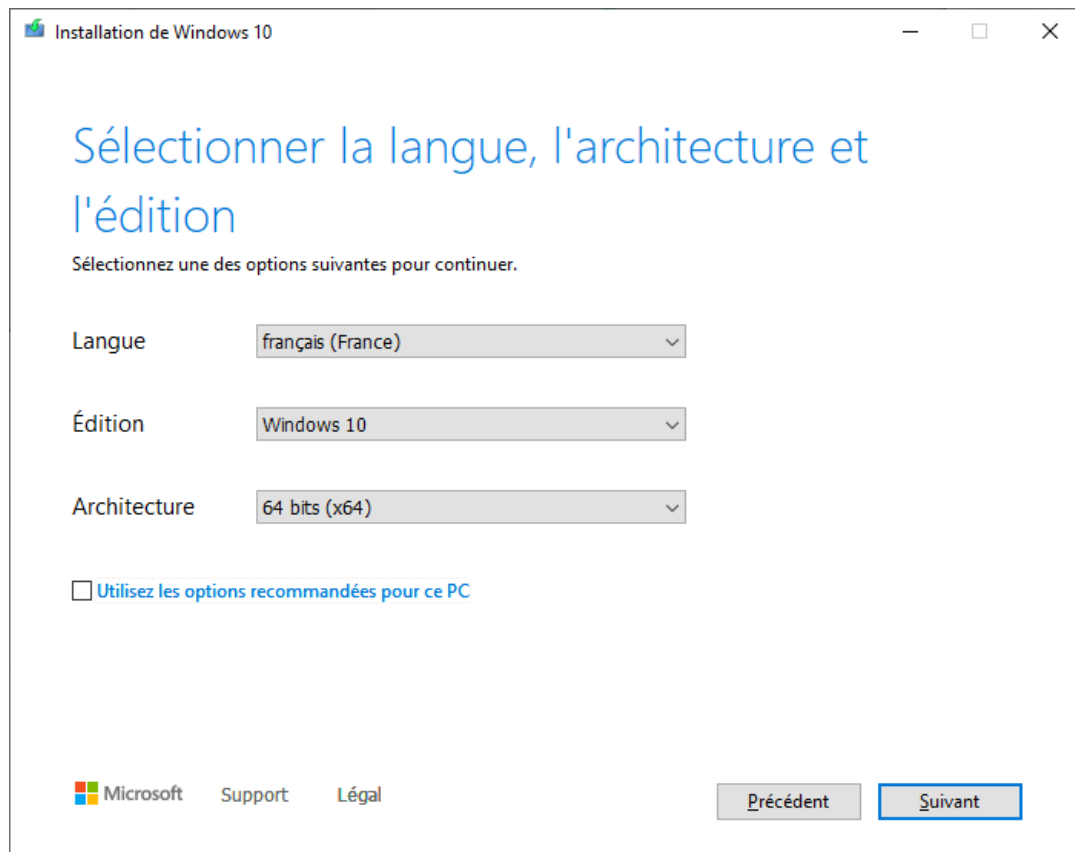 Installation de Windows 10
Sélectionner la langue, l'architecture et
l'édition
Sélectionnez une des options suivantes pour continuer.
Langue français (France)
Édition Windows 10
Architecture 64 bits (x64)
Utilisez les options recommandées pour ce PC
Microsoft Support Légal Précédent Suivant